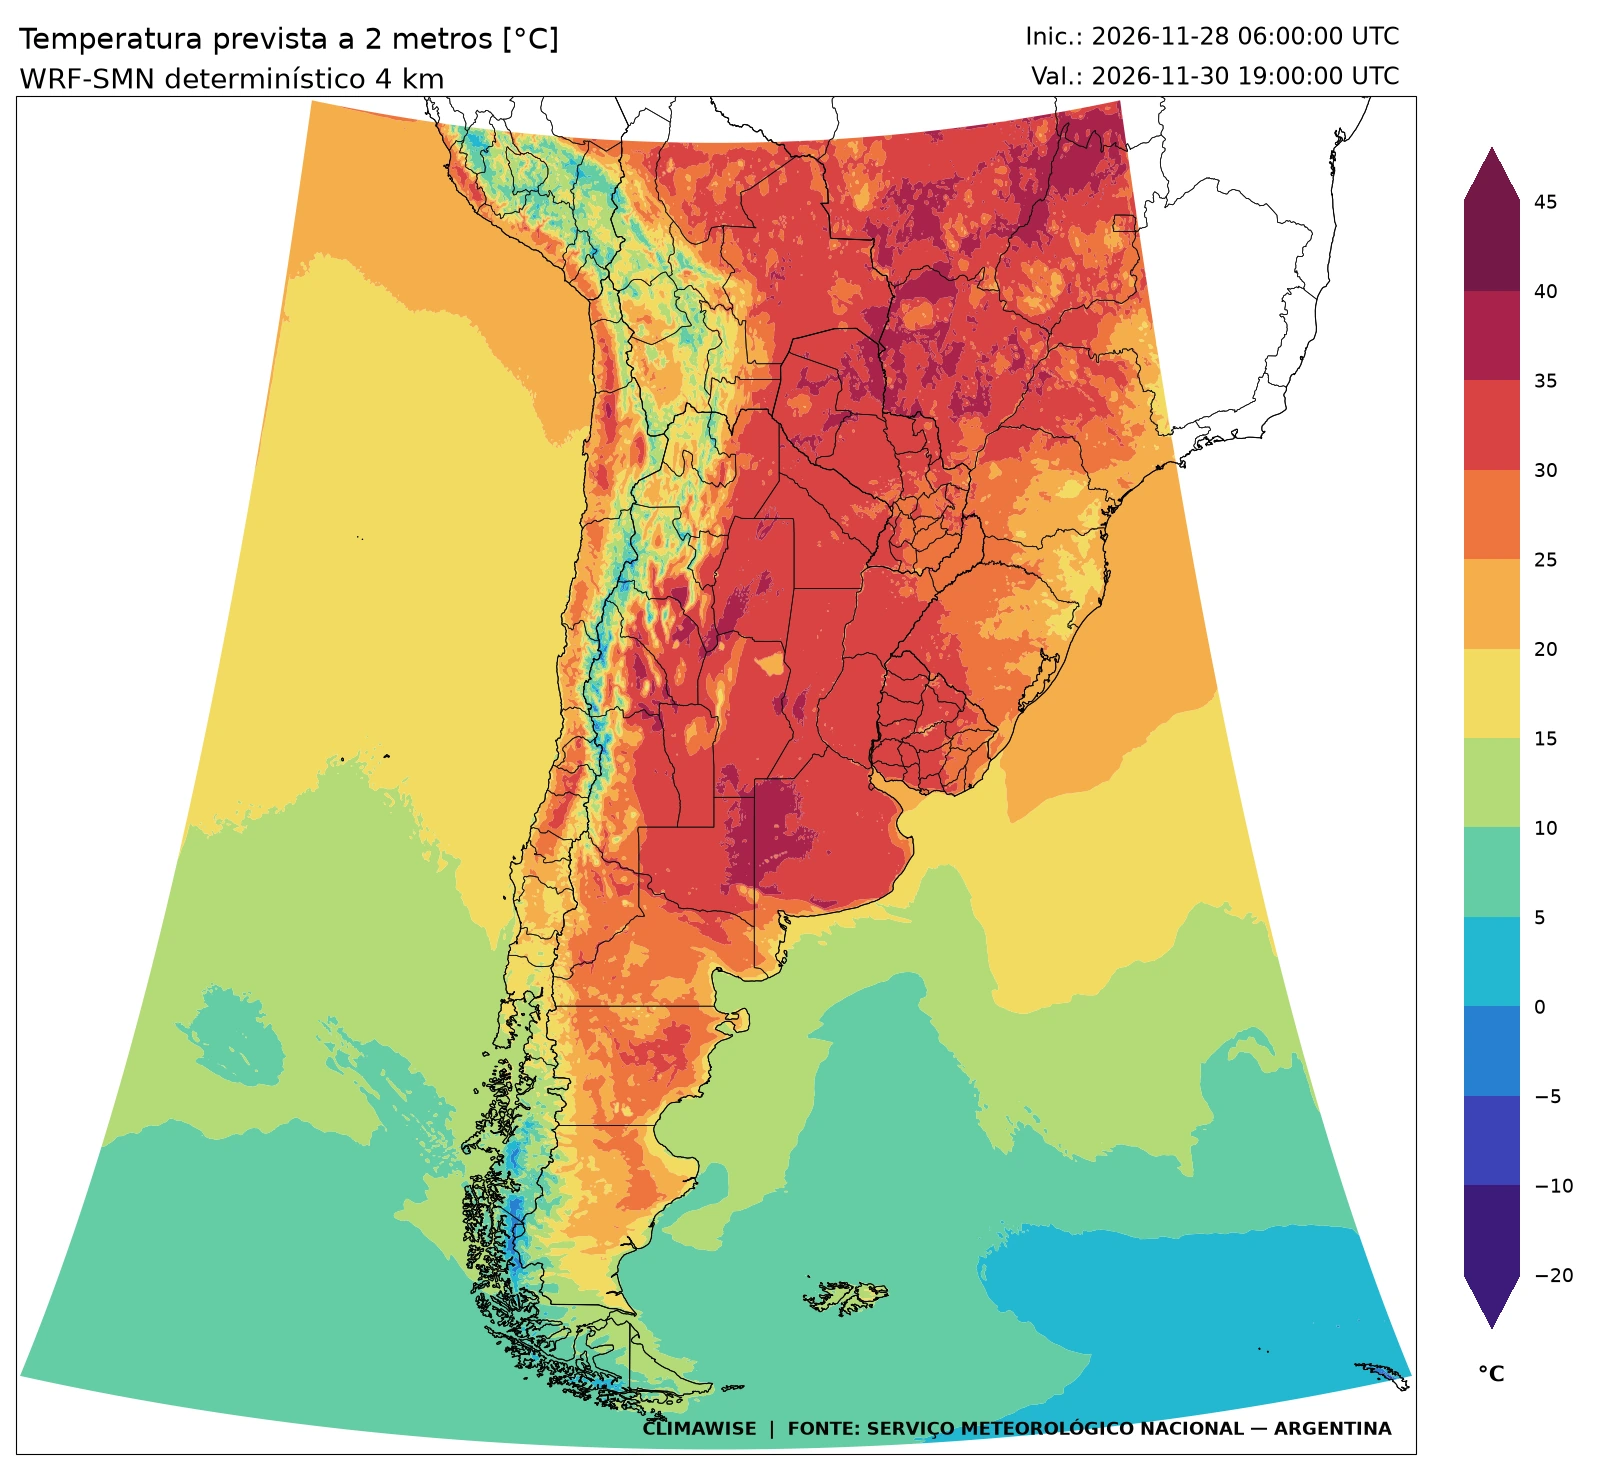 Temperatura prevista a 2 metros [°C]
WRF-SMN determinístico 4 km
Inic.: 2026-11-28 06:00:00 UTC
Val.: 2026-11-30 19:00:00 UTC
45
40
35
30
25
20
15
10
5
0
−5
−10
−20
°C
CLIMAWISE | FONTE: SERVIÇO METEOROLÓGICO NACIONAL — ARGENTINA